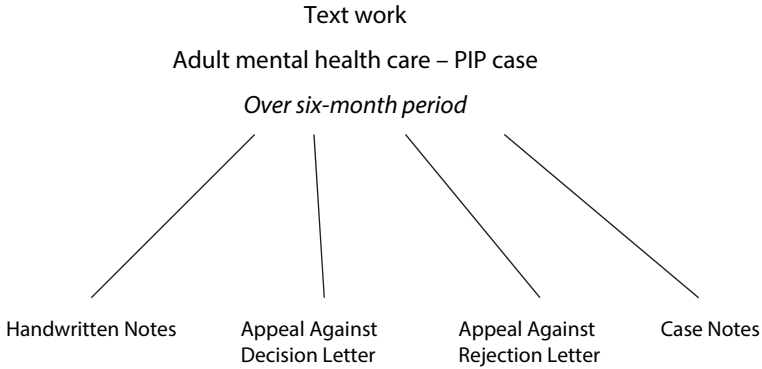 Text work
Adult mental health care – PIP case
Over six-month period
Handwritten Notes
Appeal Against
Decision Letter
Appeal Against
Rejection Letter
Case Notes